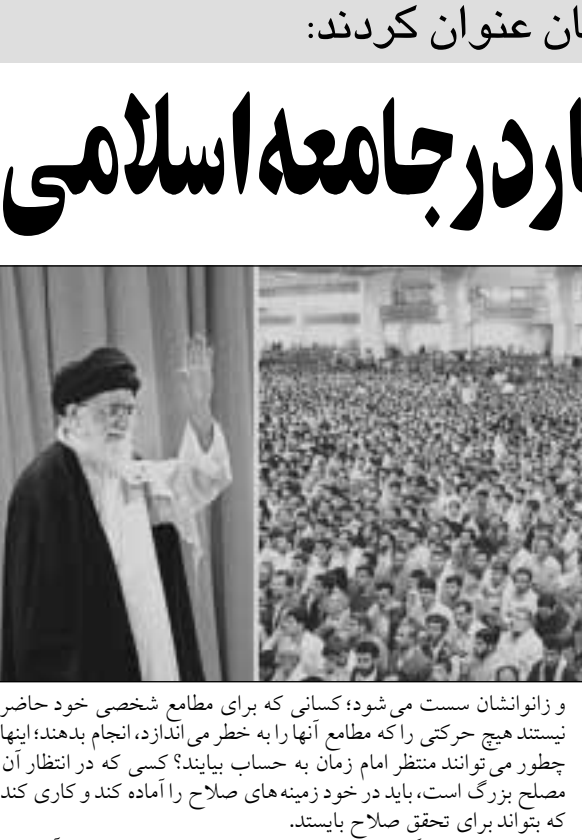 ان عنوان کردند:
ار در جامعه اسلامی
و زانوانشان سست می‌شود؛ کسانی که برای مطامع شخصی خود حاضر
نیستند هیچ حرکتی را که مطامع آنها را به خطر می‌اندازد، انجام بدهند؛ اینها
چطور می‌توانند منتظر امام زمان به حساب بیایند؟ کسی که در انتظار آن
مصلح بزرگ است، باید در خود زمینه‌های صلاح را آماده کند و کاری کند
که بتواند برای تحقق صلاح بایستد.